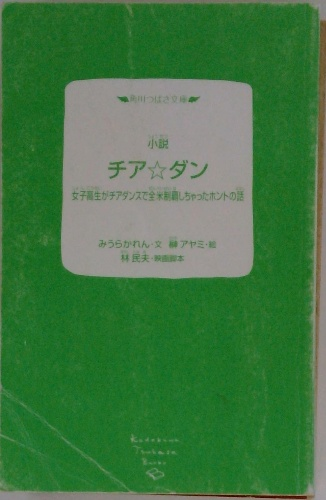 角川つばさ文庫
小説
チア☆ダン
女子高生がチアダンスで全米制覇しちゃったホントの話
みうらかれん・文 榊アヤミ・絵
林民夫・映画脚本
Kadokawa
Tsubasa
Bunko